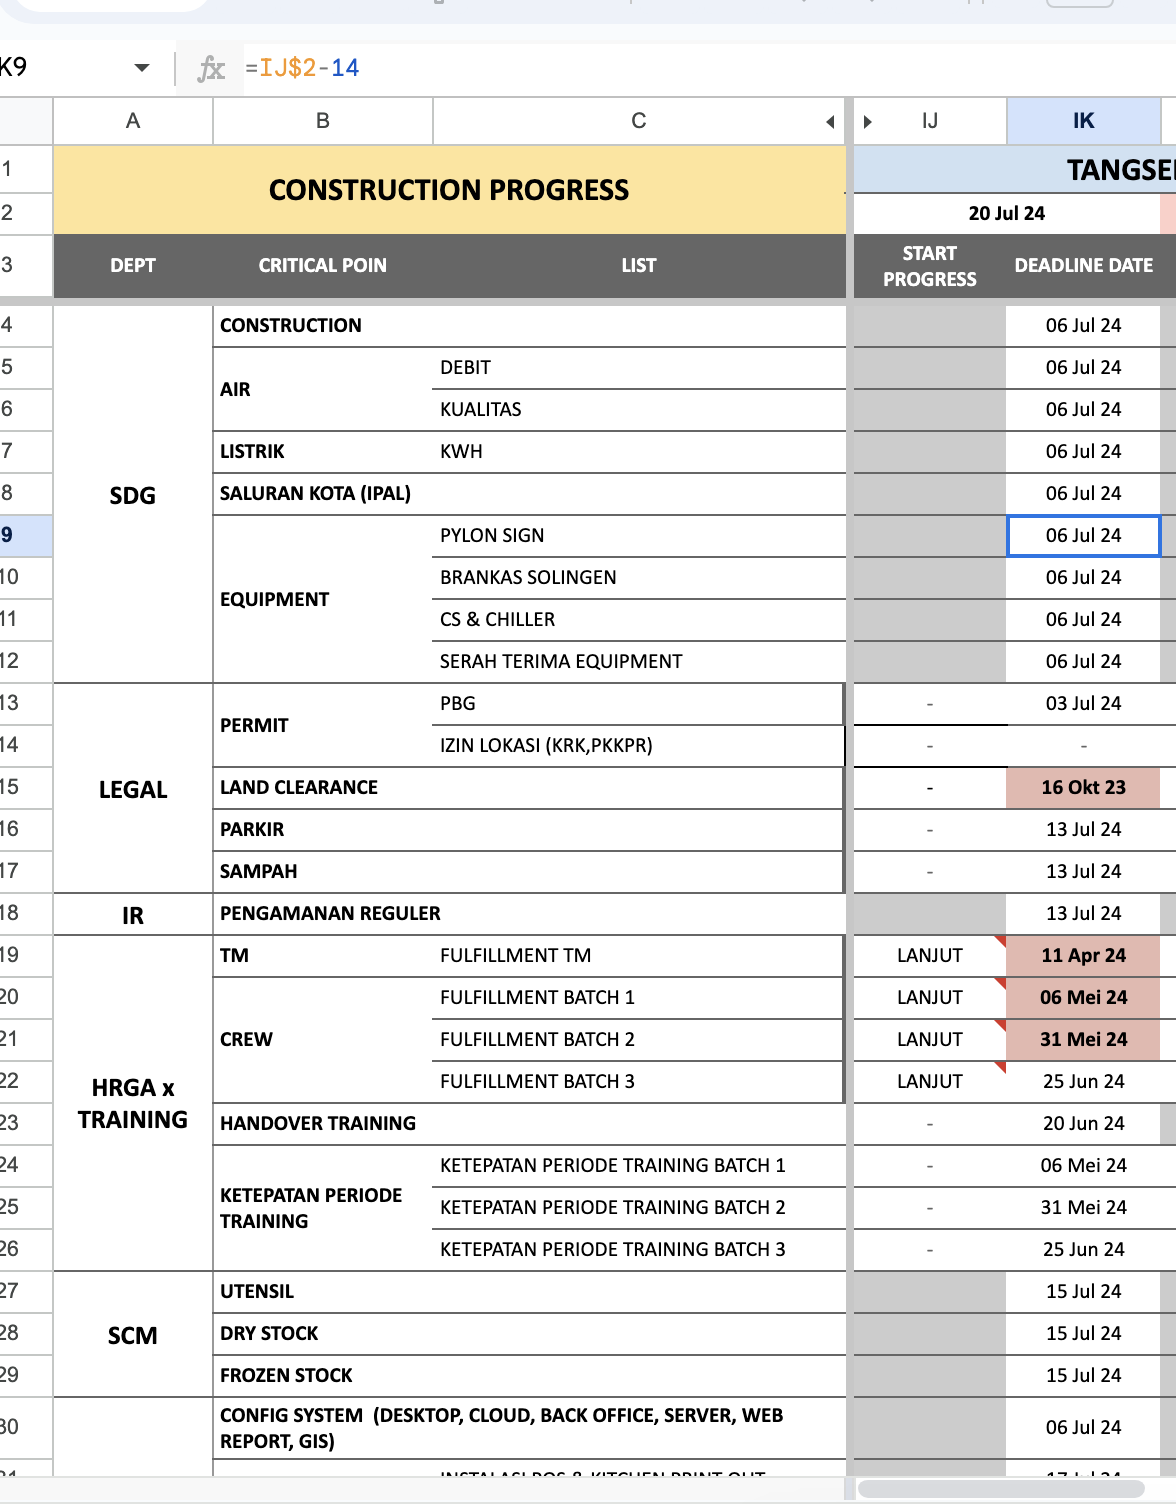 K9 fx =IJ$2-14
A B C IJ IK
1 CONSTRUCTION PROGRESS
2 20 Jul 24
3 DEPT CRITICAL POIN LIST START PROGRESS DEADLINE DATE
4 SDG CONSTRUCTION 06 Jul 24
5 AIR DEBIT 06 Jul 24
6 KUALITAS 06 Jul 24
7 LISTRIK KWH 06 Jul 24
8 SALURAN KOTA (IPAL) 06 Jul 24
9 EQUIPMENT PYLON SIGN 06 Jul 24
10 BRANKAS SOLINGEN 06 Jul 24
11 CS & CHILLER 06 Jul 24
12 SERAH TERIMA EQUIPMENT 06 Jul 24
13 LEGAL PERMIT PBG - 03 Jul 24
14 IZIN LOKASI (KRK,PKKPR) - -
15 LAND CLEARANCE - 16 Okt 23
16 PARKIR - 13 Jul 24
17 SAMPAH - 13 Jul 24
18 IR PENGAMANAN REGULER 13 Jul 24
19 HRGA x TRAINING TM FULFILLMENT TM LANJUT 11 Apr 24
20 CREW FULFILLMENT BATCH 1 LANJUT 06 Mei 24
21 FULFILLMENT BATCH 2 LANJUT 31 Mei 24
22 FULFILLMENT BATCH 3 LANJUT 25 Jun 24
23 HANDOVER TRAINING - 20 Jun 24
24 KETEPATAN PERIODE TRAINING KETEPATAN PERIODE TRAINING BATCH 1 - 06 Mei 24
25 KETEPATAN PERIODE TRAINING BATCH 2 - 31 Mei 24
26 KETEPATAN PERIODE TRAINING BATCH 3 - 25 Jun 24
27 SCM UTENSIL 15 Jul 24
28 DRY STOCK 15 Jul 24
29 FROZEN STOCK 15 Jul 24
30 CONFIG SYSTEM (DESKTOP, CLOUD, BACK OFFICE, SERVER, WEB REPORT, GIS) 06 Jul 24